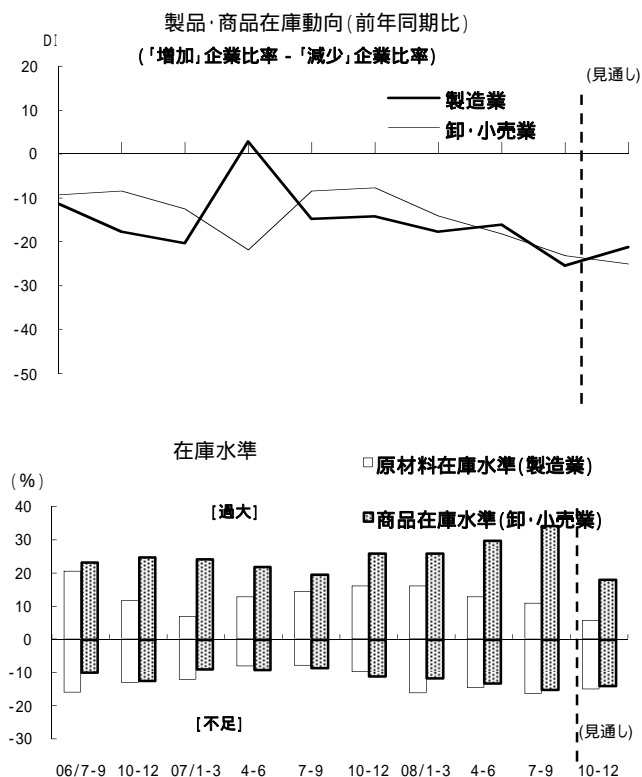 製品･商品在庫動向(前年同期比)
DI
(｢増加｣企業比率 - ｢減少｣企業比率)
(見通し)
20
10
0
-10
-20
-30
-40
-50
製造業
卸･小売業
在庫水準
(%)
□原材料在庫水準(製造業)
[過大]
商品在庫水準(卸･小売業)
40
30
20
10
0
-10
-20
-30
[不足]
(見通し)
06/7-9 10-12 07/1-3 4-6 7-9 10-12 08/1-3 4-6 7-9 10-12